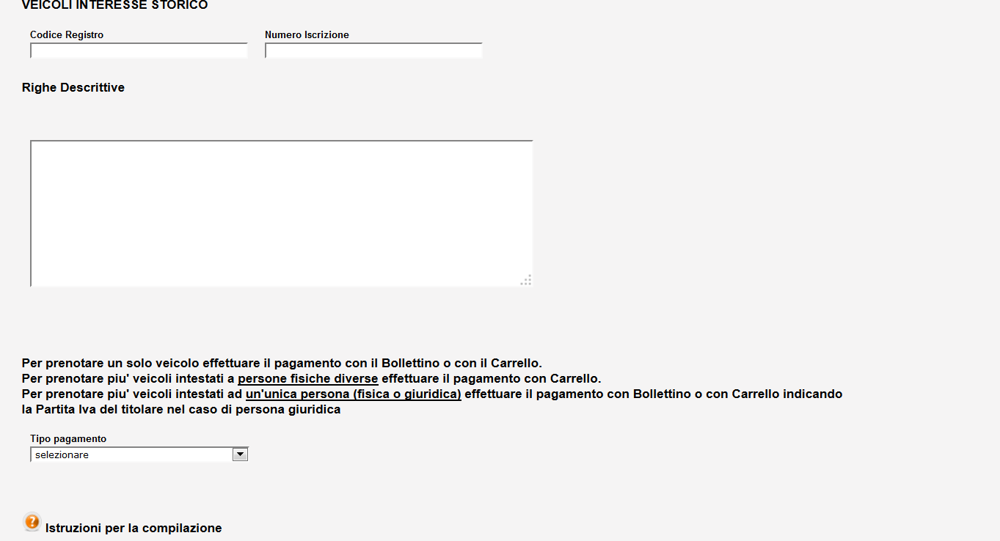 VEICOLI INTERESSE STORICO
Codice Registro Numero Iscrizione
Righe Descrittive
Per prenotare un solo veicolo effettuare il pagamento con il Bollettino o con il Carrello.
Per prenotare piu' veicoli intestati a persone fisiche diverse effettuare il pagamento con Carrello.
Per prenotare piu' veicoli intestati ad un'unica persona (fisica o giuridica) effettuare il pagamento con Bollettino o con Carrello indicando
la Partita Iva del titolare nel caso di persona giuridica
Tipo pagamento
selezionare
? Istruzioni per la compilazione